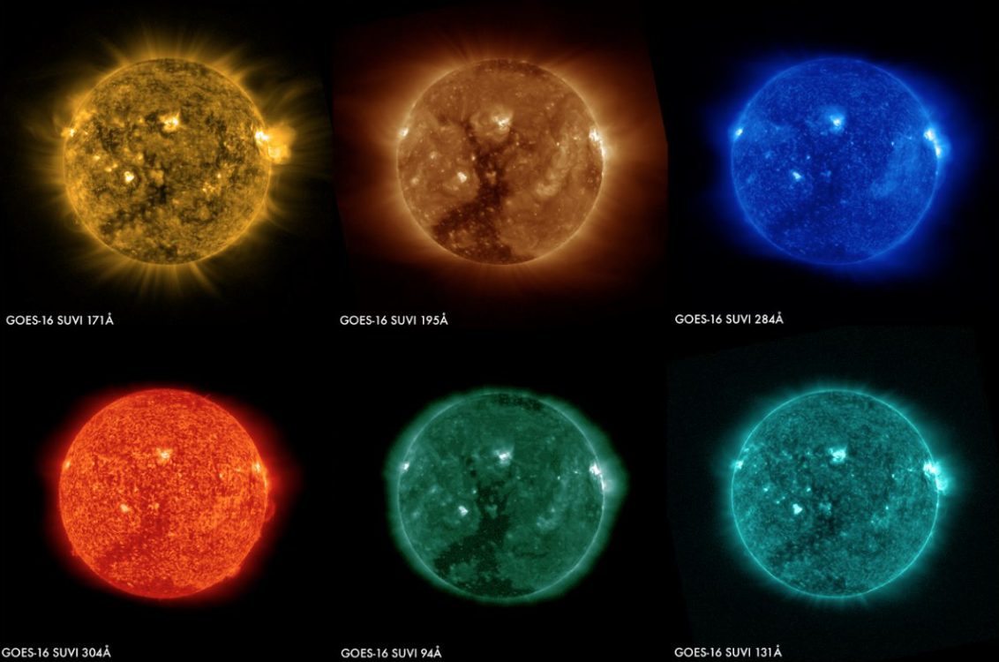 GOES-16 SUVI 171Å
GOES-16 SUVI 195Å
GOES-16 SUVI 284Å
GOES-16 SUVI 304Å
GOES-16 SUVI 94Å
GOES-16 SUVI 131Å